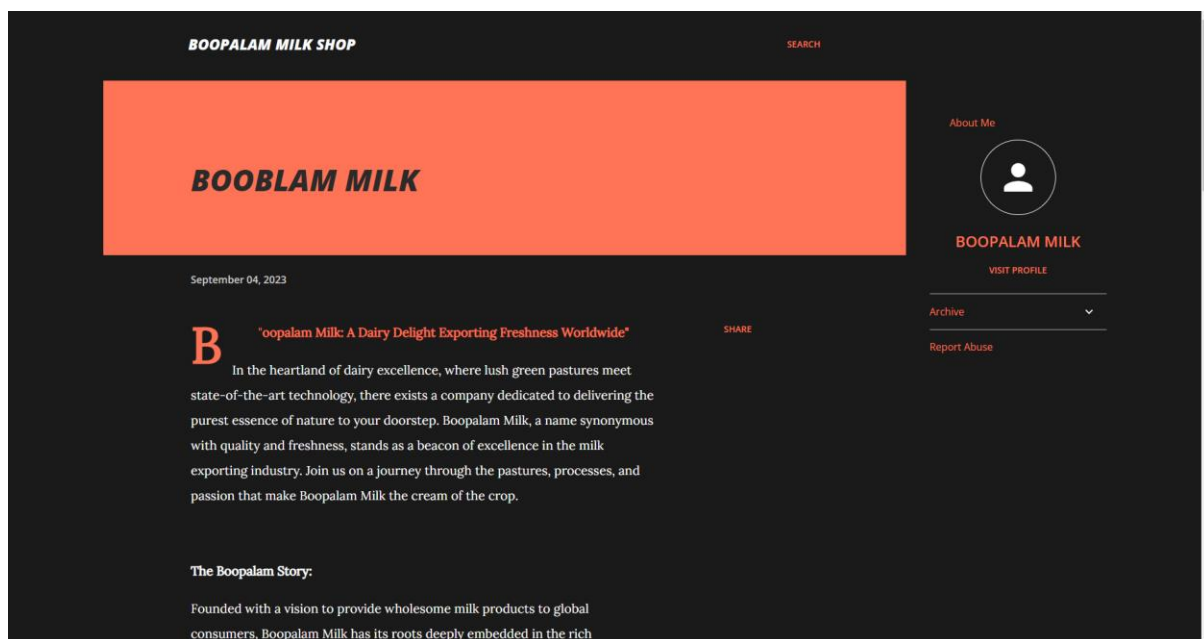 BOOPALAM MILK SHOP
SEARCH
BOOBLAM MILK
September 04, 2023
B "oopalam Milk: A Dairy Delight Exporting Freshness Worldwide"
SHARE
In the heartland of dairy excellence, where lush green pastures meet
state-of-the-art technology, there exists a company dedicated to delivering the
purest essence of nature to your doorstep. Boopalam Milk, a name synonymous
with quality and freshness, stands as a beacon of excellence in the milk
exporting industry. Join us on a journey through the pastures, processes, and
passion that make Boopalam Milk the cream of the crop.
The Boopalam Story:
Founded with a vision to provide wholesome milk products to global
consumers, Boopalam Milk has its roots deeply embedded in the rich
About Me
BOOPALAM MILK
VISIT PROFILE
Archive
Report Abuse